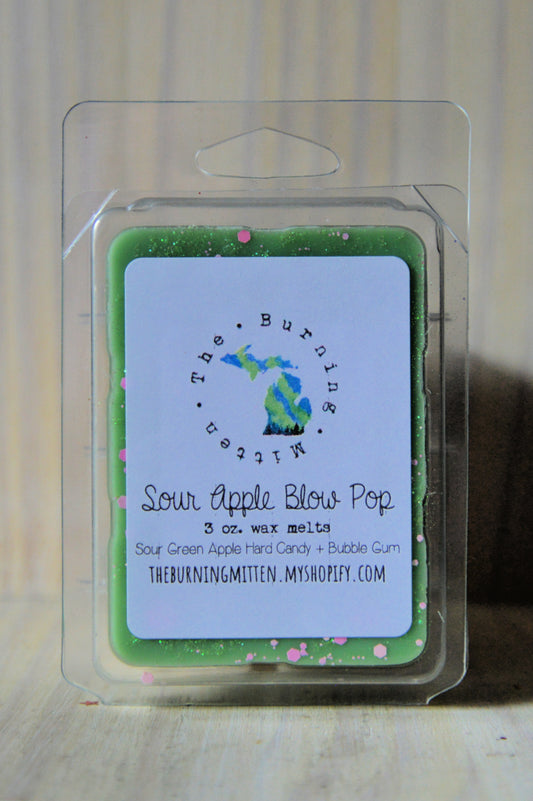 The • Burning • Mitten •
Sour Apple Blow Pop
3 oz. wax melts
Sour Green Apple Hard Candy + Bubble Gum
THEBURNINGMITTEN.MYSHOPIFY.COM